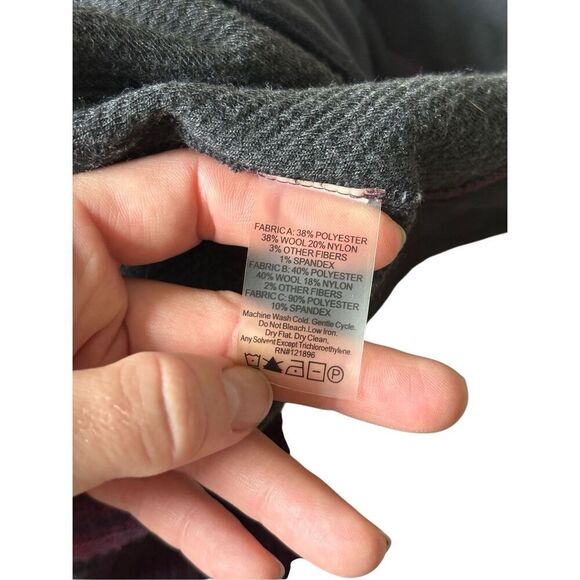 FABRIC A: 38% POLYESTER
38% WOOL 20% NYLON
3% OTHER FIBERS
1% SPANDEX
FABRIC B: 40% POLYESTER
40% WOOL 18% NYLON
2% OTHER FIBERS
FABRIC C: 90% POLYESTER
10% SPANDEX
Machine Wash Cold. Gentle Cycle.
Do Not Bleach. Low Iron.
Dry Flat. Dry Clean,
Any Solvent Except Trichloroethylene.
RN#121896
P